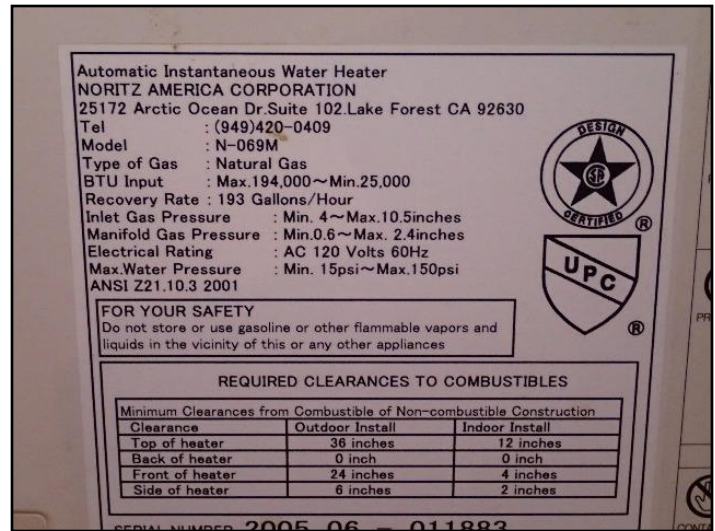 Automatic Instantaneous Water Heater
NORITZ AMERICA CORPORATION
25172 Arctic Ocean Dr.Suite 102.Lake Forest CA 92630
Tel : (949)420-0409
Model : N-069M
Type of Gas : Natural Gas
BTU Input : Max.194,000~Min.25,000
Recovery Rate : 193 Gallons/Hour
Inlet Gas Pressure : Min. 4~Max.10.5inches
Manifold Gas Pressure : Min.0.6~Max. 2.4inches
Electrical Rating : AC 120 Volts 60Hz
Max.Water Pressure : Min. 15psi~Max.150psi
ANSI Z21.10.3 2001
DESIGN
CERTIFIED ®
UPC
®
FOR YOUR SAFETY
Do not store or use gasoline or other flammable vapors and
liquids in the vicinity of this or any other appliances
REQUIRED CLEARANCES TO COMBUSTIBLES
Minimum Clearances from Combustible of Non-combustible Construction
Clearance Outdoor Install Indoor Install
Top of heater 36 inches 12 inches
Back of heater 0 inch 0 inch
Front of heater 24 inches 4 inches
Side of heater 6 inches 2 inches
SERIAL NUMBER 2005.06 - 011883